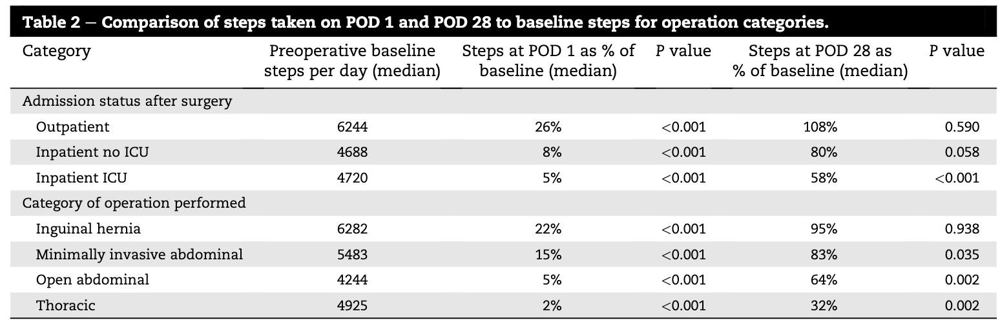 Table 2 — Comparison of steps taken on POD 1 and POD 28 to baseline steps for operation categories.
Category Preoperative baseline steps per day (median) Steps at POD 1 as % of baseline (median) P value Steps at POD 28 as % of baseline (median) P value
Admission status after surgery
Outpatient 6244 26% <0.001 108% 0.590
Inpatient no ICU 4688 8% <0.001 80% 0.058
Inpatient ICU 4720 5% <0.001 58% <0.001
Category of operation performed
Inguinal hernia 6282 22% <0.001 95% 0.938
Minimally invasive abdominal 5483 15% <0.001 83% 0.035
Open abdominal 4244 5% <0.001 64% 0.002
Thoracic 4925 2% <0.001 32% 0.002